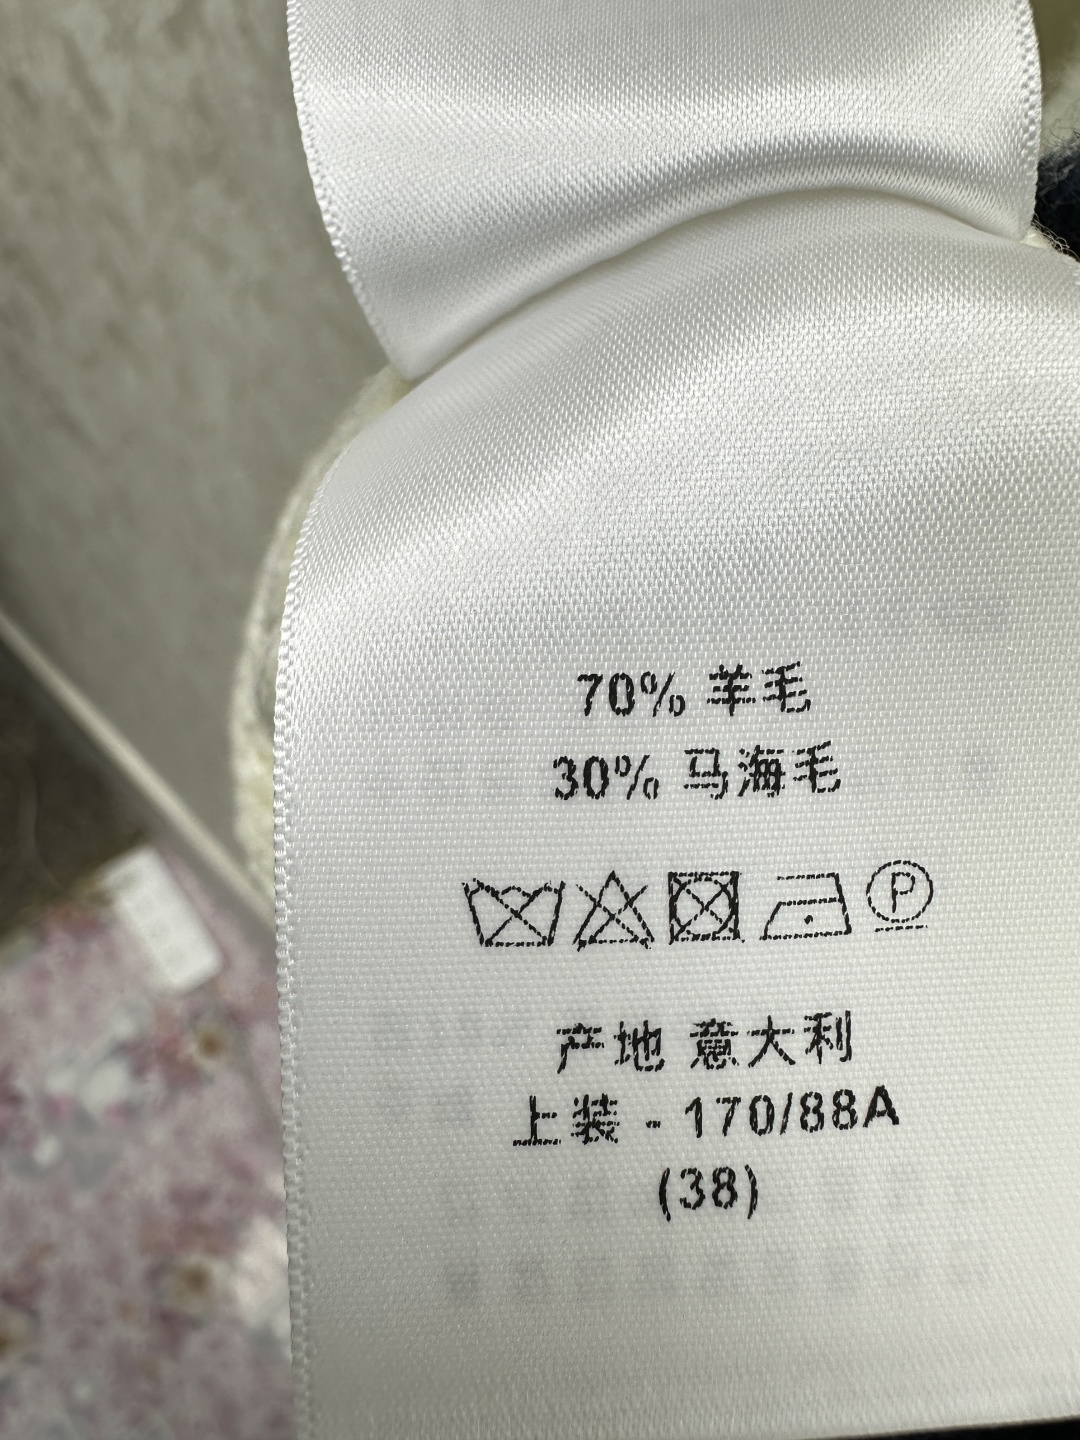 70% 羊毛
30% 马海毛
P
产地 意大利
上装 - 170/88A
(38)